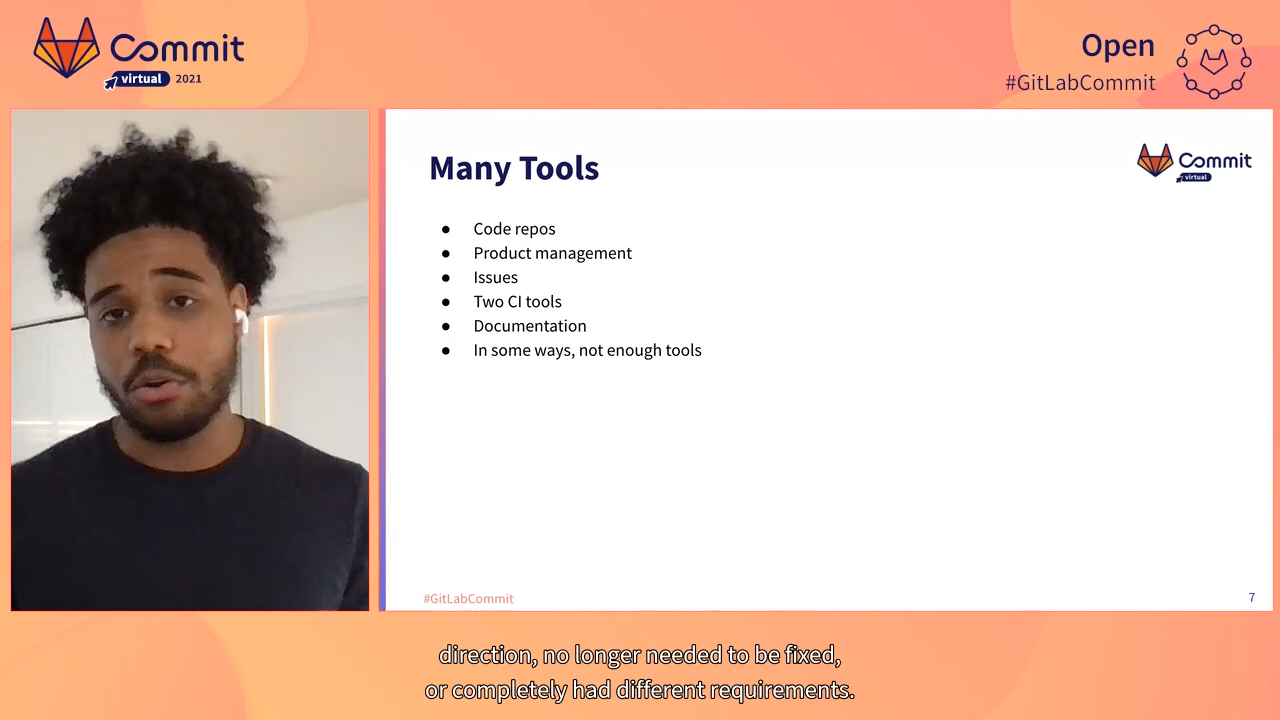 Commit
virtual 2021
Open
#GitLabCommit
Many Tools
Commit
virtual
● Code repos
● Product management
● Issues
● Two CI tools
● Documentation
● In some ways, not enough tools
#GitLabCommit
7
direction, no longer needed to be fixed,
or completely had different requirements.